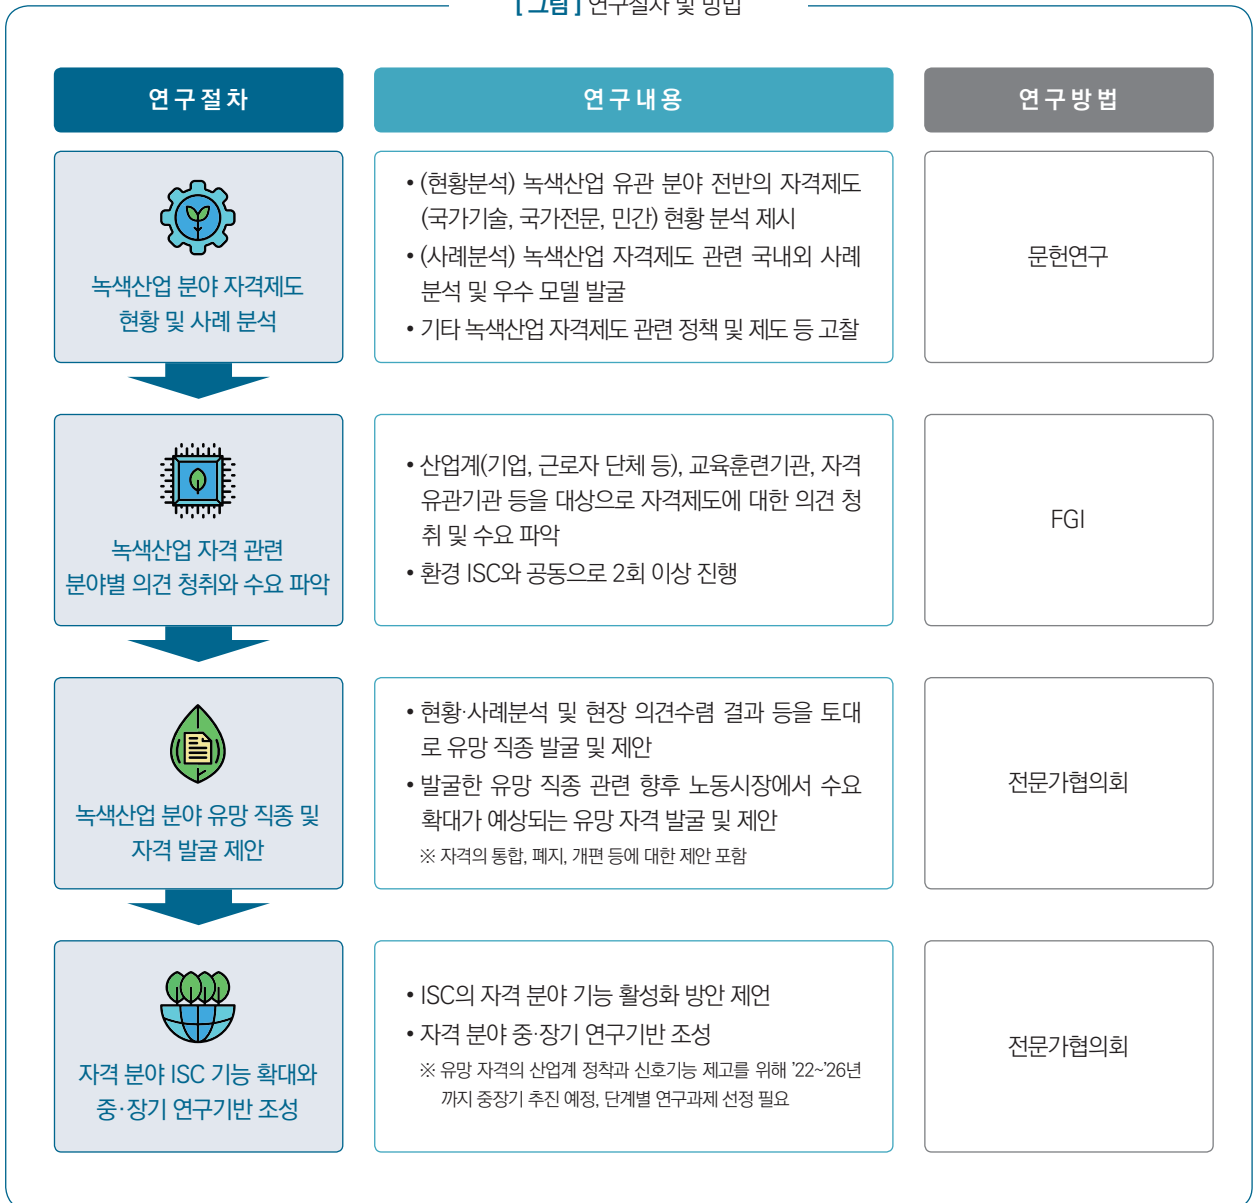 [그림] 연구절차 및 방법
연구절차
연구내용
연구방법
녹색산업 분야 자격제도
현황 및 사례 분석
• (현황분석) 녹색산업 유관 분야 전반의 자격제도
(국가기술, 국가전문, 민간) 현황 분석 제시
• (사례분석) 녹색산업 자격제도 관련 국내외 사례
분석 및 우수 모델 발굴
• 기타 녹색산업 자격제도 관련 정책 및 제도 등 고찰
문헌연구
녹색산업 자격 관련
분야별 의견 청취와 수요 파악
• 산업계(기업, 근로자 단체 등), 교육훈련기관, 자격
유관기관 등을 대상으로 자격제도에 대한 의견 청
취 및 수요 파악
• 환경 ISC와 공동으로 2회 이상 진행
FGI
녹색산업 분야 유망 직종 및
자격 발굴 제안
• 현황·사례분석 및 현장 의견수렴 결과 등을 토대
로 유망 직종 발굴 및 제안
• 발굴한 유망 직종 관련 향후 노동시장에서 수요
확대가 예상되는 유망 자격 발굴 및 제안
※ 자격의 통합, 폐지, 개편 등에 대한 제안 포함
전문가협의회
자격 분야 ISC 기능 확대와
중·장기 연구기반 조성
• ISC의 자격 분야 기능 활성화 방안 제언
• 자격 분야 중·장기 연구기반 조성
※ 유망 자격의 산업계 정착과 신호기능 제고를 위해 ’22~’26년
까지 중장기 추진 예정, 단계별 연구과제 선정 필요
전문가협의회